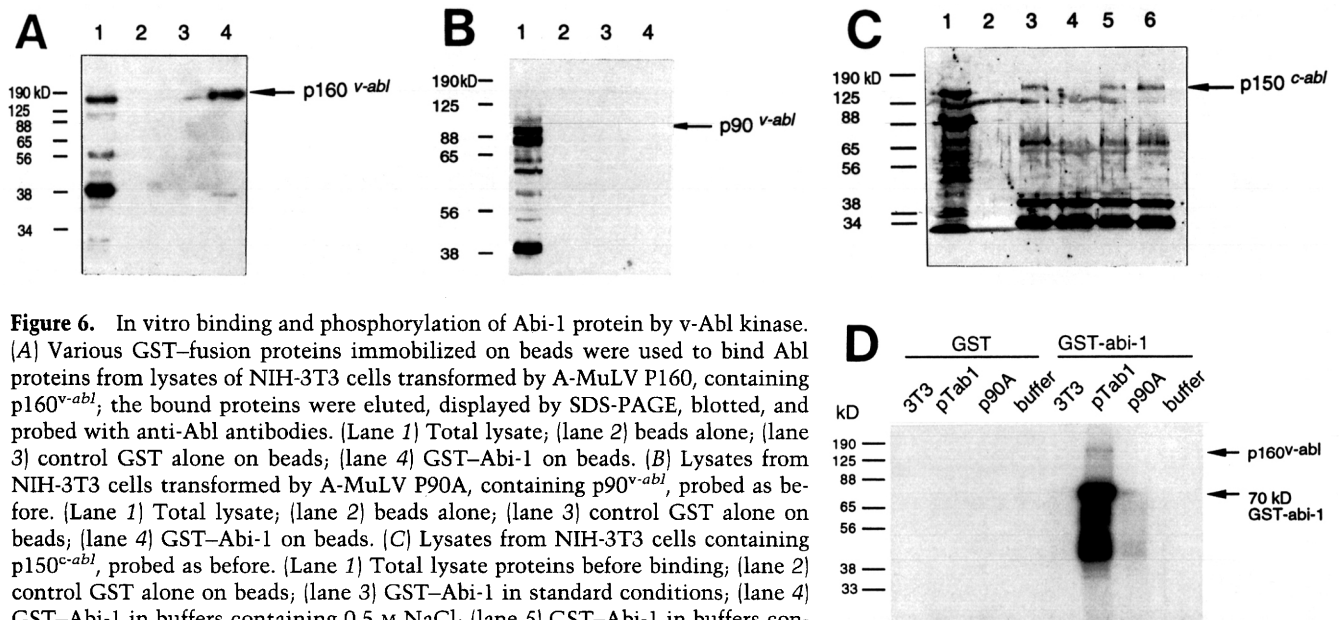 A
1 2 3 4
190 kD
125
88
65
56
38
34
p160 v-abl
B
1 2 3 4
190 kD
125
88
65
56
38
p90 v-abl
C
1 2 3 4 5 6
190 kD
125
88
65
56
38
34
p150 c-abl
Figure 6. In vitro binding and phosphorylation of Abi-1 protein by v-Abl kinase.
(A) Various GST–fusion proteins immobilized on beads were used to bind Abl
proteins from lysates of NIH-3T3 cells transformed by A-MuLV P160, containing
p160v-abl; the bound proteins were eluted, displayed by SDS-PAGE, blotted, and
probed with anti-Abl antibodies. (Lane 1) Total lysate; (lane 2) beads alone; (lane
3) control GST alone on beads; (lane 4) GST–Abi-1 on beads. (B) Lysates from
NIH-3T3 cells transformed by A-MuLV P90A, containing p90v-abl, probed as be-
fore. (Lane 1) Total lysate; (lane 2) beads alone; (lane 3) control GST alone on
beads; (lane 4) GST–Abi-1 on beads. (C) Lysates from NIH-3T3 cells containing
p150c-abl, probed as before. (Lane 1) Total lysate proteins before binding; (lane 2)
control GST alone on beads; (lane 3) GST–Abi-1 in standard conditions; (lane 4)
GST–Abi-1 in buffers containing 0.5 M NaCl; (lane 5) GST–Abi-1 in buffers con-
D
GST GST-abi-1
3T3 pTab1 p90A buffer 3T3 pTab1 p90A buffer
kD
190
125
88
65
56
38
33
p160v-abl
70 kD
GST-abi-1